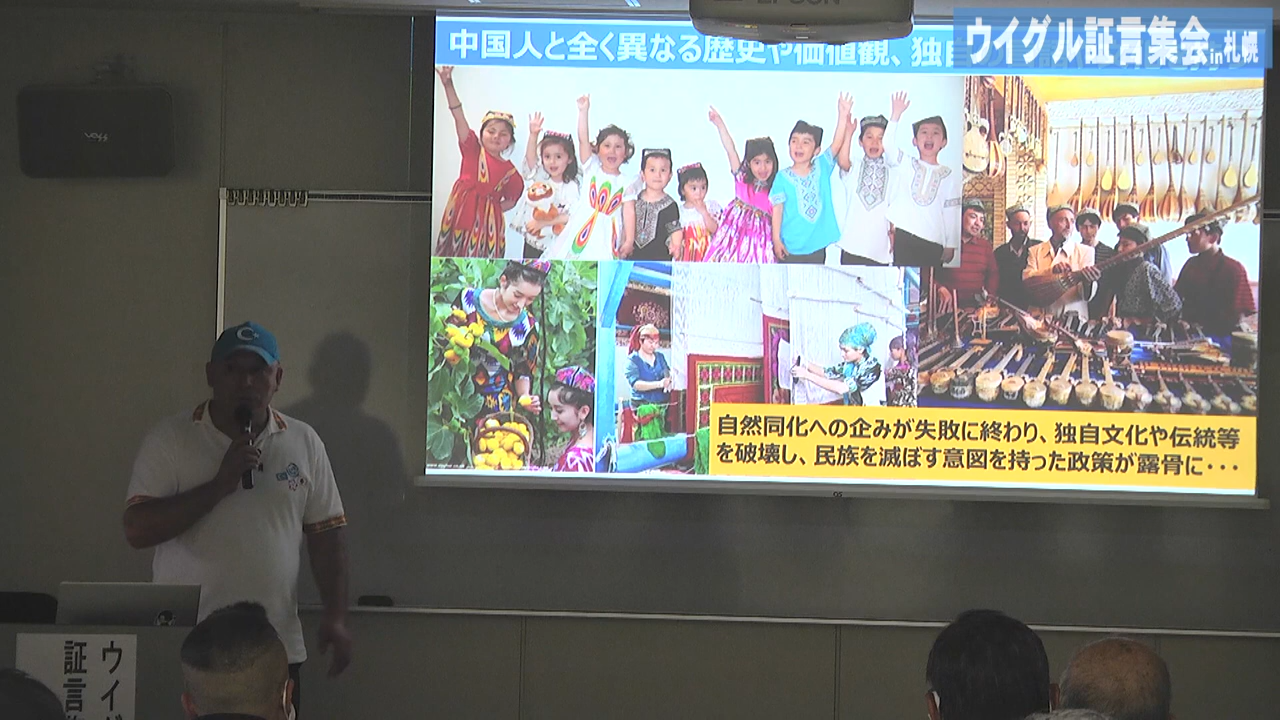 EPSON
ウイグル証言集会in札幌
中国人と全く異なる歴史や価値観、独自
自然同化への企みが失敗に終わり、独自文化や伝統等
を破壊し、民族を滅ぼす意図を持った政策が露骨に・・・
ウイグ
証言